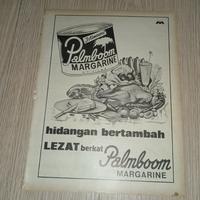 Palmboom
MARGARINE
hidangan bertambah
LEZAT berkat Palmboom
MARGARINE